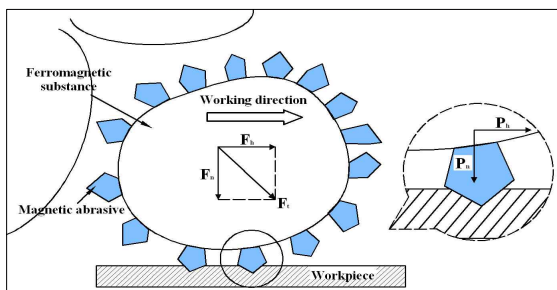 Ferromagnetic
substance
Working direction
Fh
Fn
Ft
Magnetic abrasive
Workpiece
Ph
Pn